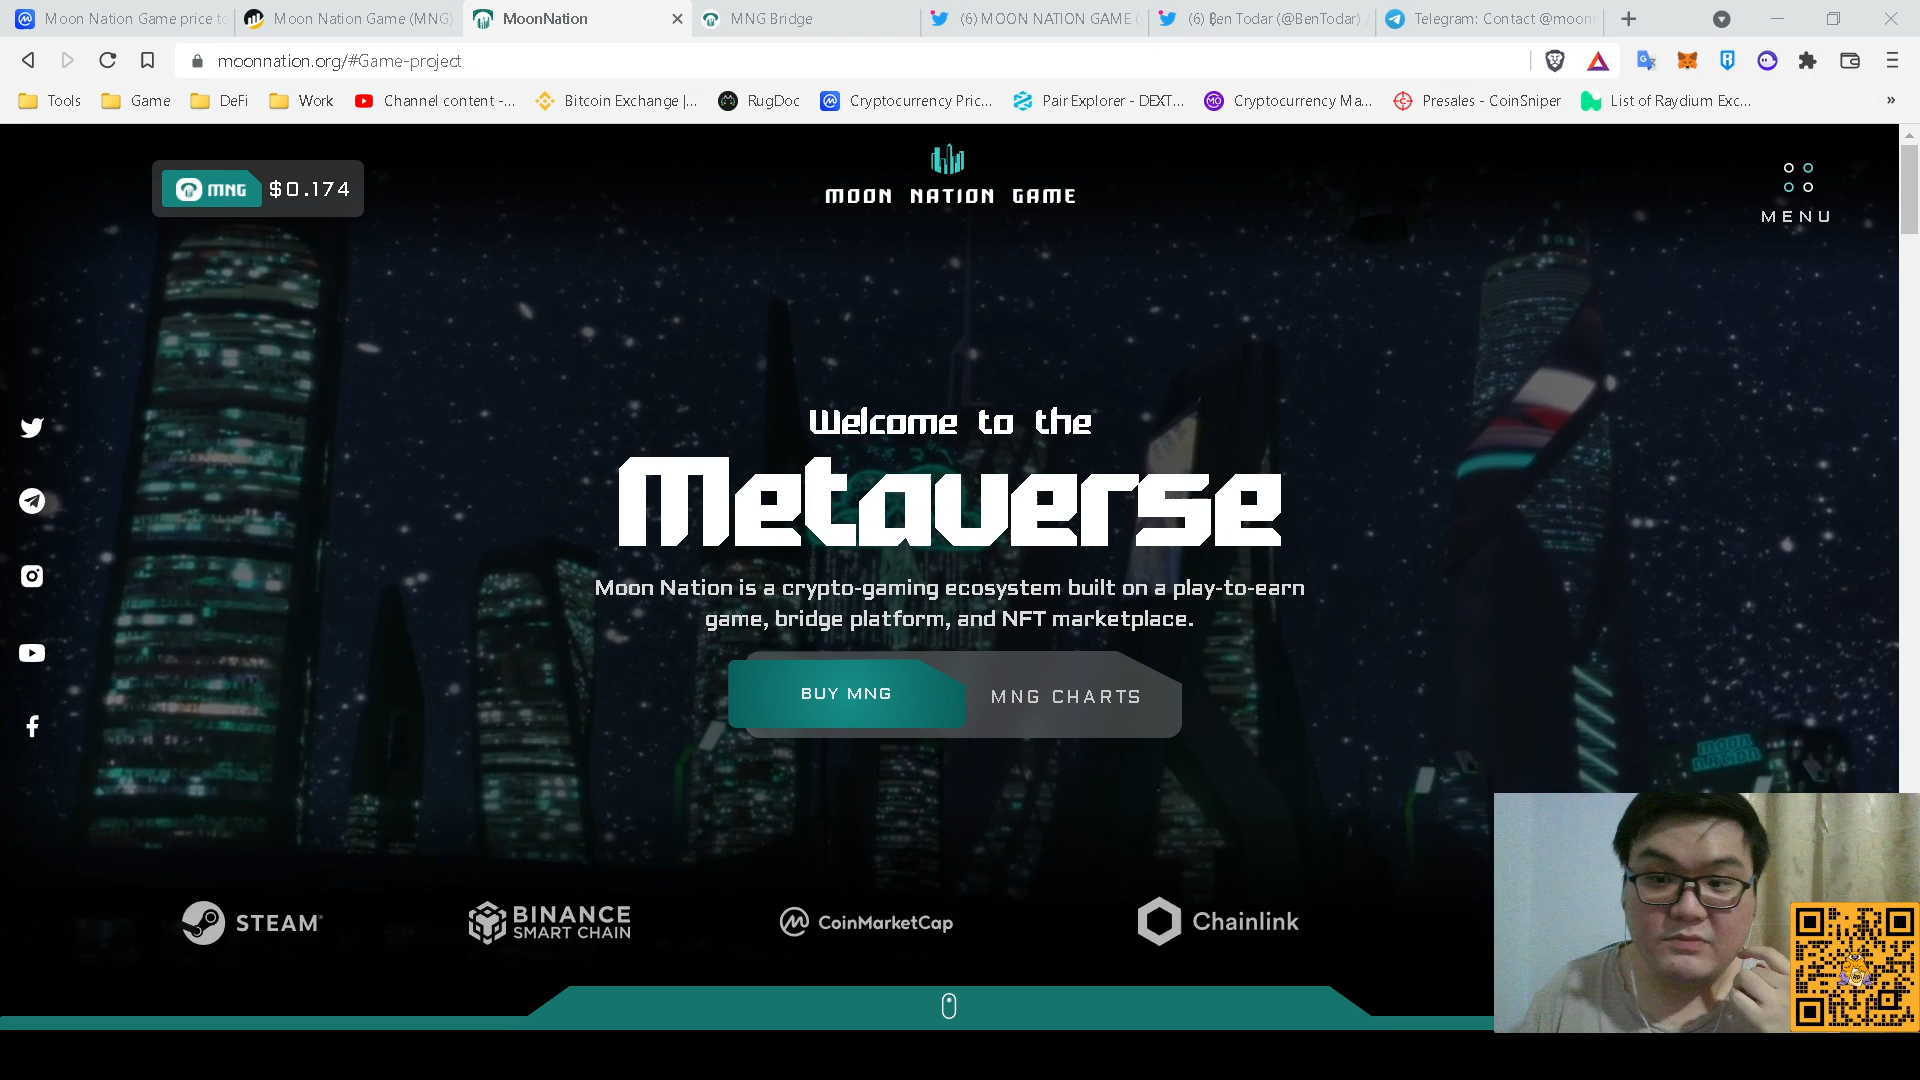 Moon Nation Game price to
Moon Nation Game (MNG)
MoonNation
MNG Bridge
(6) MOON NATION GAME (
(6) Ben Todar (@BenTodar) /
Telegram: Contact @moonn
moonnation.org/#Game-project
Tools
Game
DeFi
Work
Channel content -...
Bitcoin Exchange |...
RugDoc
Cryptocurrency Pric...
Pair Explorer - DEXT...
Cryptocurrency Ma...
Presales - CoinSniper
List of Raydium Exc...
»
MNG $0.174
MOON NATION GAME
MENU
Welcome to the
Metaverse
Moon Nation is a crypto-gaming ecosystem built on a play-to-earn
game, bridge platform, and NFT marketplace.
BUY MNG
MNG CHARTS
MOON
NATION
STEAM®
BINANCE
SMART CHAIN
CoinMarketCap
Chainlink